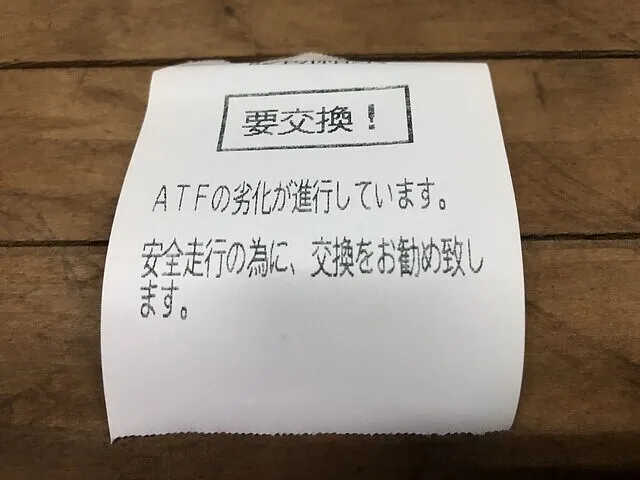 要交換！
ＡＴＦの劣化が進行しています。
安全走行の為に、交換をお勧め致し
ます。